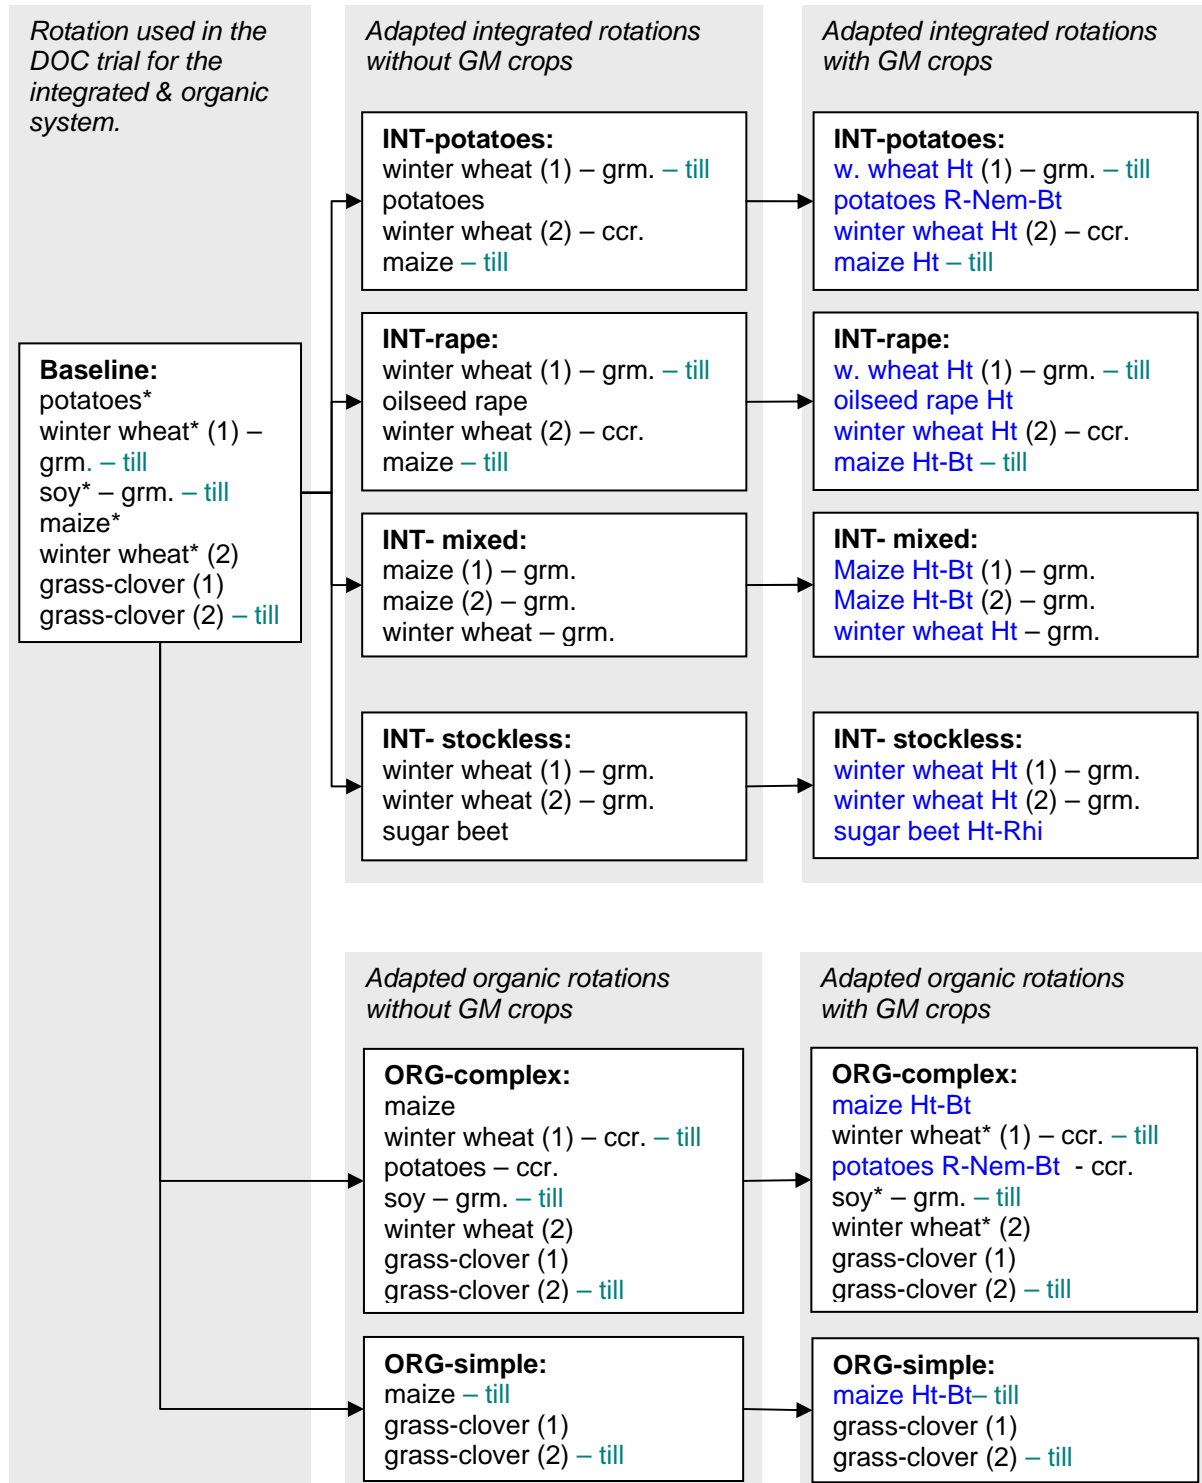 Rotation used in the
DOC trial for the
integrated & organic
system.
Baseline:
potatoes*
winter wheat* (1) –
grm. – till
soy* – grm. – till
maize*
winter wheat* (2)
grass-clover (1)
grass-clover (2) – till
Adapted integrated rotations
without GM crops
INT-potatoes:
winter wheat (1) – grm. – till
potatoes
winter wheat (2) – ccr.
maize – till
INT-rape:
winter wheat (1) – grm. – till
oilseed rape
winter wheat (2) – ccr.
maize – till
INT- mixed:
maize (1) – grm.
maize (2) – grm.
winter wheat – grm.
INT- stockless:
winter wheat (1) – grm.
winter wheat (2) – grm.
sugar beet
Adapted integrated rotations
with GM crops
INT-potatoes:
w. wheat Ht (1) – grm. – till
potatoes R-Nem-Bt
winter wheat Ht (2) – ccr.
maize Ht – till
INT-rape:
w. wheat Ht (1) – grm. – till
oilseed rape Ht
winter wheat Ht (2) – ccr.
maize Ht-Bt – till
INT- mixed:
Maize Ht-Bt (1) – grm.
Maize Ht-Bt (2) – grm.
winter wheat Ht – grm.
INT- stockless:
winter wheat Ht (1) – grm.
winter wheat Ht (2) – grm.
sugar beet Ht-Rhi
Adapted organic rotations
without GM crops
ORG-complex:
maize
winter wheat (1) – ccr. – till
potatoes – ccr.
soy – grm. – till
winter wheat (2)
grass-clover (1)
grass-clover (2) – till
ORG-simple:
maize – till
grass-clover (1)
grass-clover (2) – till
Adapted organic rotations
with GM crops
ORG-complex:
maize Ht-Bt
winter wheat* (1) – ccr. – till
potatoes R-Nem-Bt - ccr.
soy* – grm. – till
winter wheat* (2)
grass-clover (1)
grass-clover (2) – till
ORG-simple:
maize Ht-Bt– till
grass-clover (1)
grass-clover (2) – till